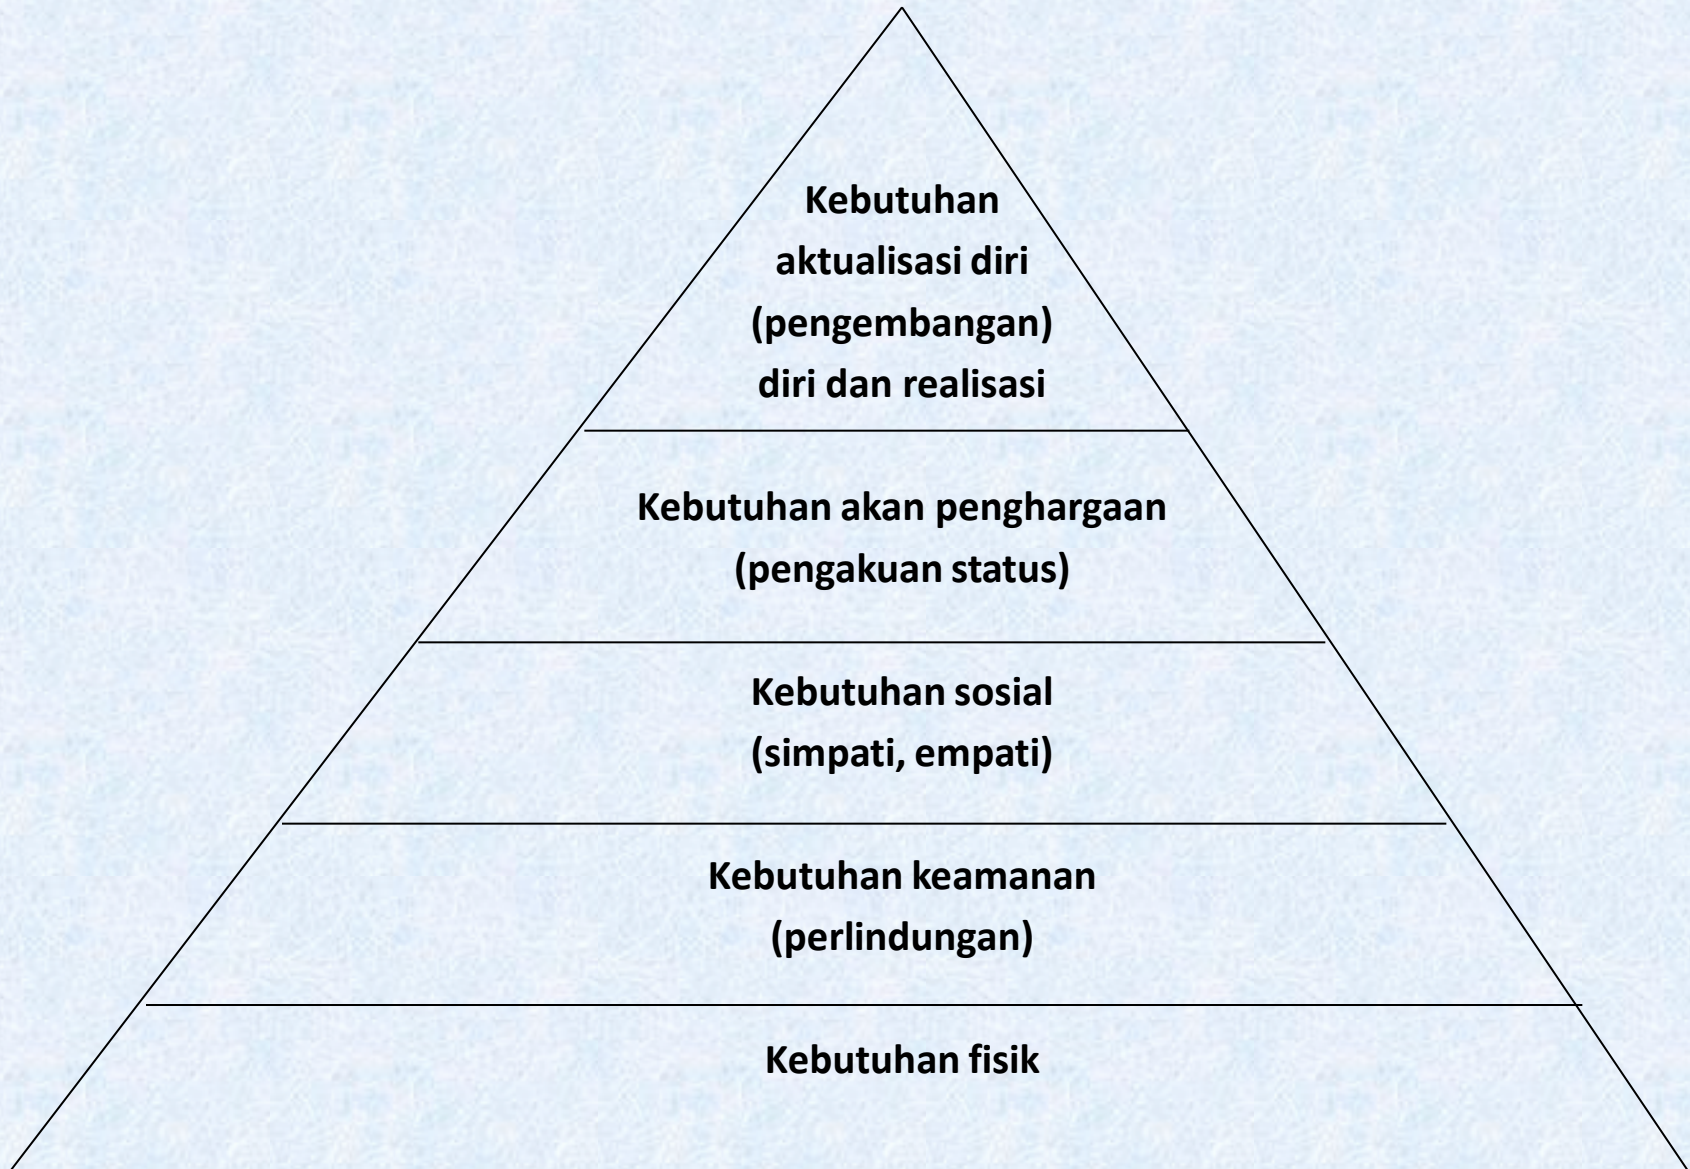 Kebutuhan
aktualisasi diri
(pengembangan)
diri dan realisasi
Kebutuhan akan penghargaan
(pengakuan status)
Kebutuhan sosial
(simpati, empati)
Kebutuhan keamanan
(perlindungan)
Kebutuhan fisik